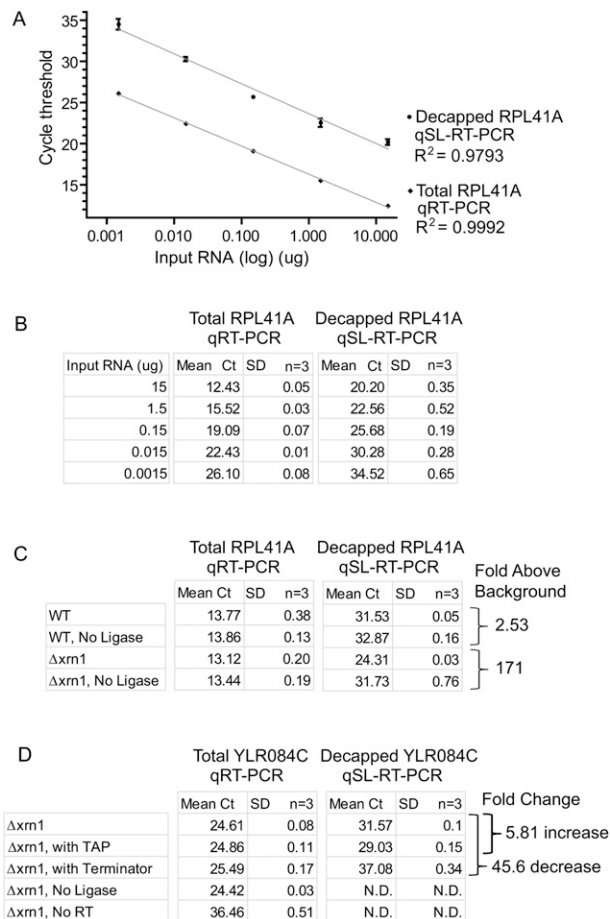 A
Cycle threshold
35
30
25
20
15
0.001 0.010 0.100 1.000 10.000
Input RNA (log) (ug)
Decapped RPL41A
qSL-RT-PCR
R2 = 0.9793
Total RPL41A
qRT-PCR
R2 = 0.9992
B
Total RPL41A Decapped RPL41A
qRT-PCR qSL-RT-PCR
Input RNA (ug) Mean Ct SD n=3 Mean Ct SD n=3
15 12.43 0.05 20.20 0.35
1.5 15.52 0.03 22.56 0.52
0.15 19.09 0.07 25.68 0.19
0.015 22.43 0.01 30.28 0.28
0.0015 26.10 0.08 34.52 0.65
C
Total RPL41A Decapped RPL41A
qRT-PCR qSL-RT-PCR
Fold Above
Background
Mean Ct SD n=3 Mean Ct SD n=3
WT 13.77 0.38 31.53 0.05
WT, No Ligase 13.86 0.13 32.87 0.16
2.53
Δxrn1 13.12 0.20 24.31 0.03
Δxrn1, No Ligase 13.44 0.19 31.73 0.76
171
D
Total YLR084C Decapped YLR084C
qRT-PCR qSL-RT-PCR
Fold Change
Mean Ct SD n=3 Mean Ct SD n=3
Δxrn1 24.61 0.08 31.57 0.1
Δxrn1, with TAP 24.86 0.11 29.03 0.15
5.81 increase
Δxrn1, with Terminator 25.49 0.17 37.08 0.34
45.6 decrease
Δxrn1, No Ligase 24.42 0.03 N.D. N.D.
Δxrn1, No RT 36.46 0.51 N.D. N.D.